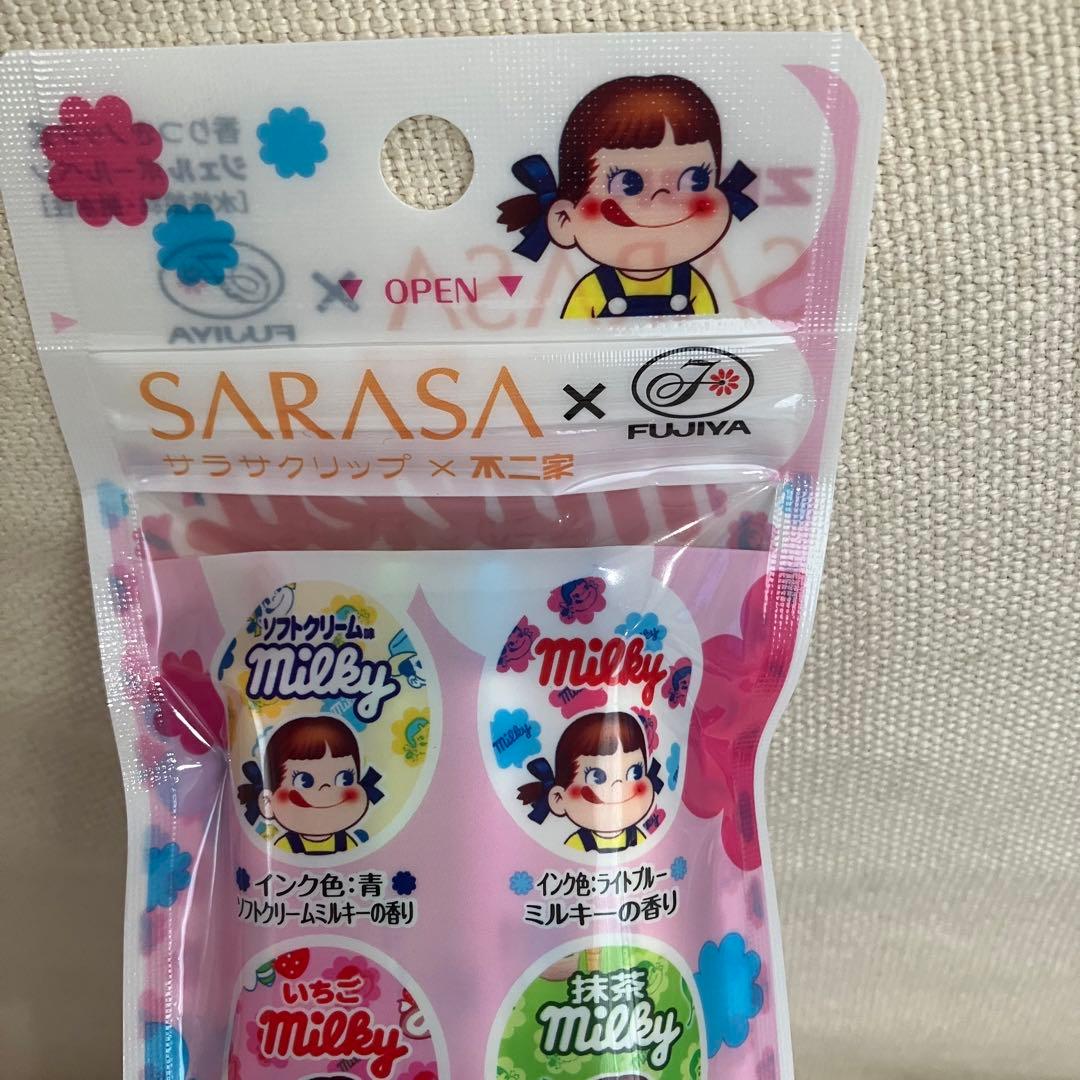 OPEN
SARASA × FUJIYA
サラサクリップ × 不二家
ソフトクリーム味
milky
milky
milky
インク色:青
ソフトクリームミルキーの香り
インク色:ライトブルー
ミルキーの香り
いちご
milky
抹茶
milky